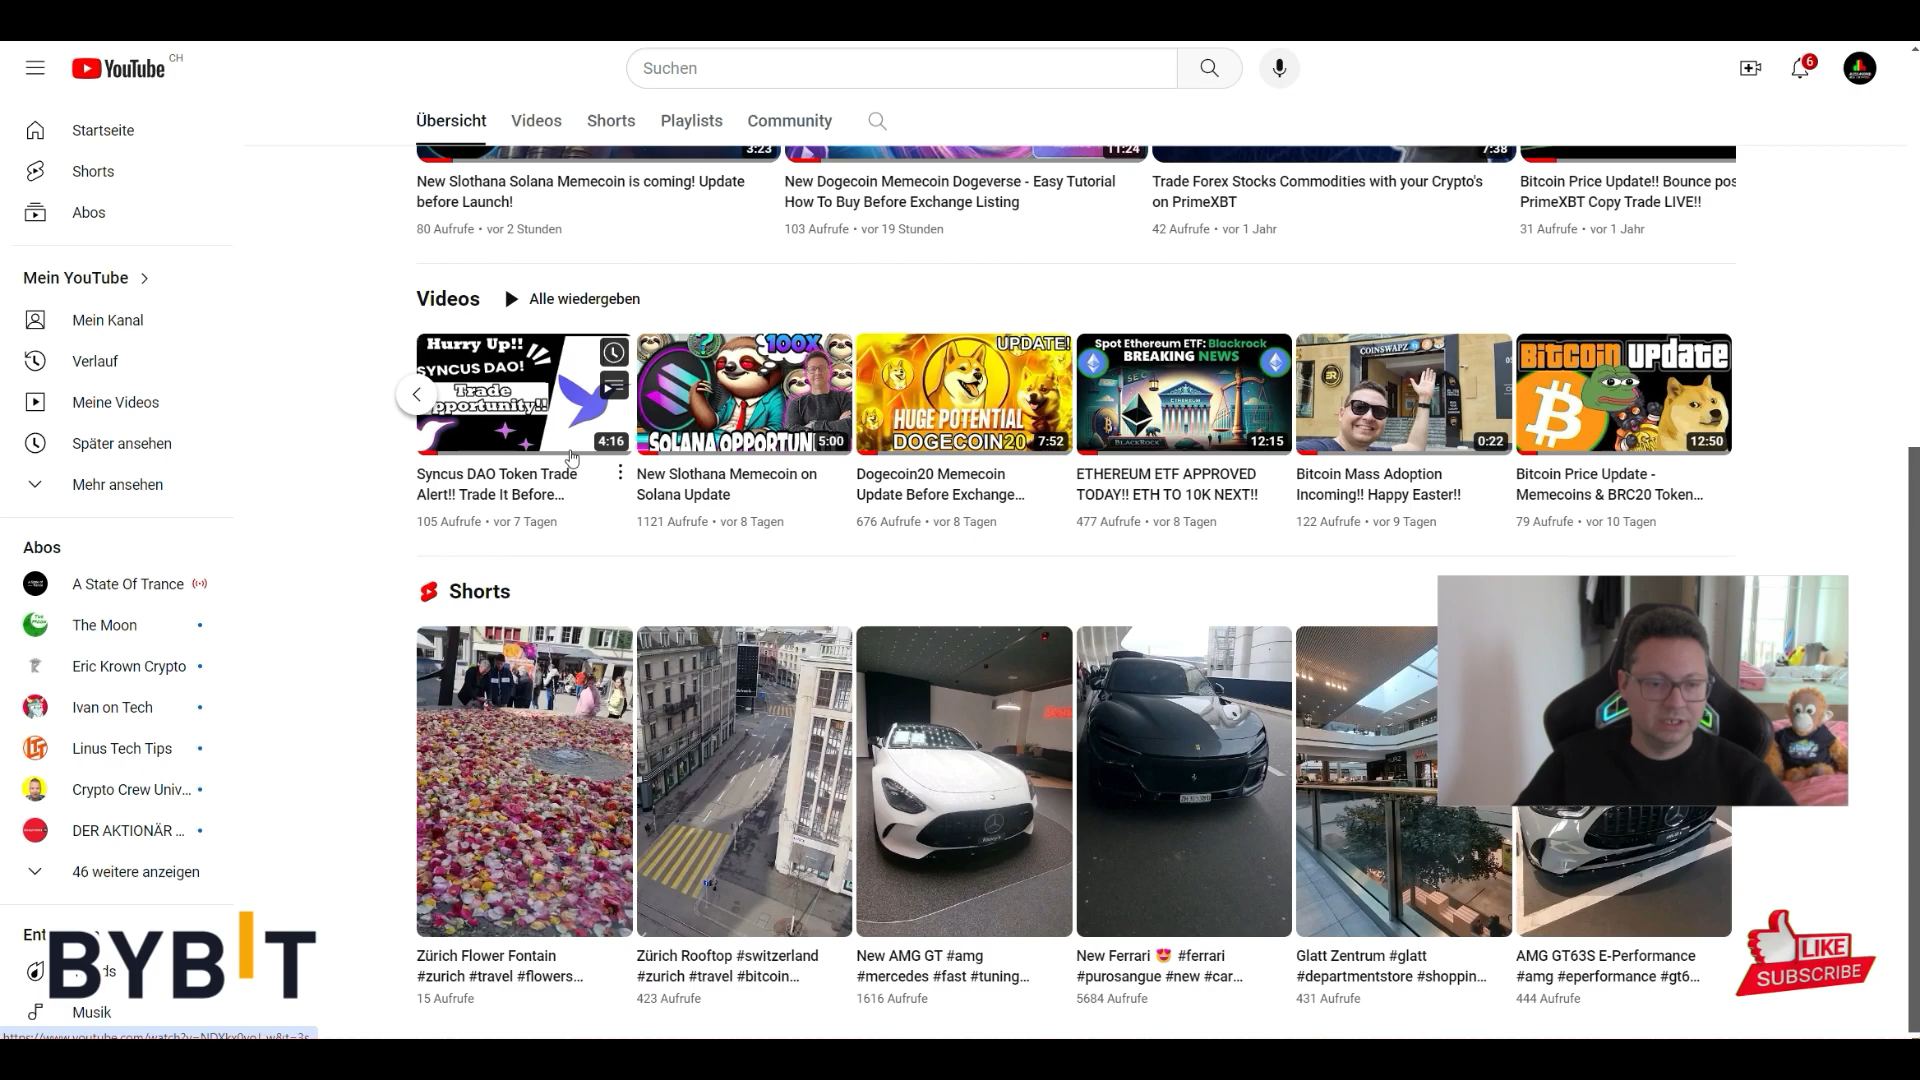 YouTube CH
Suchen
6
Übersicht
Videos
Shorts
Playlists
Community
Startseite
Shorts
Abos
Mein YouTube
Mein Kanal
Verlauf
Meine Videos
Später ansehen
Mehr ansehen
Abos
A State Of Trance
The Moon
Eric Krown Crypto
Ivan on Tech
Linus Tech Tips
Crypto Crew Univ...
DER AKTIONÄR ...
46 weitere anzeigen
Ent
Musik
BYBIT
3:23
11:24
7:38
New Slothana Solana Memecoin is coming! Update
before Launch!
80 Aufrufe • vor 2 Stunden
New Dogecoin Memecoin Dogeverse - Easy Tutorial
How To Buy Before Exchange Listing
103 Aufrufe • vor 19 Stunden
Trade Forex Stocks Commodities with your Crypto's
on PrimeXBT
42 Aufrufe • vor 1 Jahr
Bitcoin Price Update!! Bounce pos
PrimeXBT Copy Trade LIVE!!
31 Aufrufe • vor 1 Jahr
Videos
Alle wiedergeben
Hurry Up!!
SYNCUS DAO!
Trade
pportunity!!
4:16
Syncus DAO Token Trade
Alert!! Trade It Before...
105 Aufrufe • vor 7 Tagen
100X
SOLANA OPPORTUN
5:00
New Slothana Memecoin on
Solana Update
1121 Aufrufe • vor 8 Tagen
UPDATE!
HUGE POTENTIAL
DOGECOIN20
7:52
Dogecoin20 Memecoin
Update Before Exchange...
676 Aufrufe • vor 8 Tagen
Spot Ethereum ETF: Blackrock
BREAKING NEWS
SEC
BLACKROCK
12:15
ETHEREUM ETF APPROVED
TODAY!! ETH TO 10K NEXT!!
477 Aufrufe • vor 8 Tagen
COINSWAPZ
0:22
Bitcoin Mass Adoption
Incoming!! Happy Easter!!
122 Aufrufe • vor 9 Tagen
Bitcoin UPDATE
12:50
Bitcoin Price Update -
Memecoins & BRC20 Token...
79 Aufrufe • vor 10 Tagen
Shorts
Zürich Flower Fontain
#zurich #travel #flowers...
15 Aufrufe
Zürich Rooftop #switzerland
#zurich #travel #bitcoin...
423 Aufrufe
New AMG GT #amg
#mercedes #fast #tuning...
1616 Aufrufe
New Ferrari 😍 #ferrari
#purosangue #new #car...
5684 Aufrufe
Glatt Zentrum #glatt
#departmentstore #shoppin...
431 Aufrufe
AMG GT63S E-Performance
#amg #eperformance #gt6...
444 Aufrufe
LIKE
SUBSCRIBE